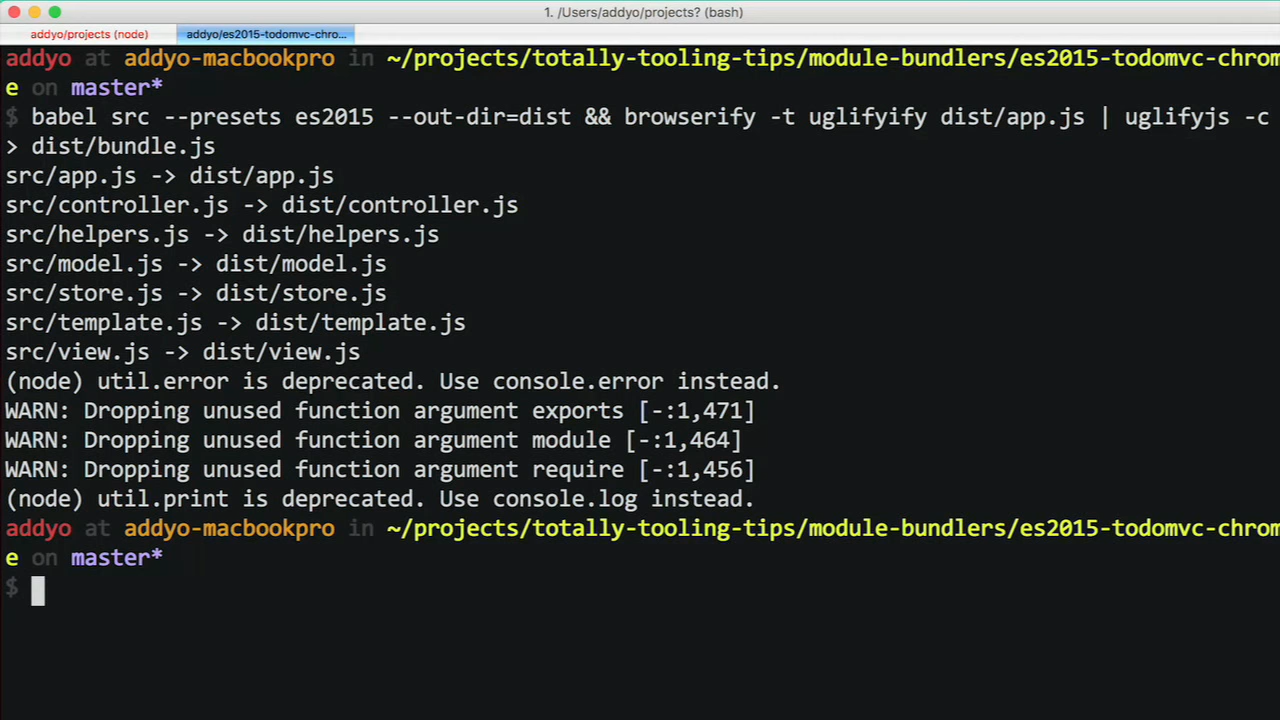 1. /Users/addyo/projects? (bash)
addyo/projects (node)
addyo/es2015-todomvc-chro...
addyo at addyo-macbookpro in ~/projects/totally-tooling-tips/module-bundlers/es2015-todomvc-chrom
e on master*
$ babel src --presets es2015 --out-dir=dist && browserify -t uglifyify dist/app.js | uglifyjs -c
> dist/bundle.js
src/app.js -> dist/app.js
src/controller.js -> dist/controller.js
src/helpers.js -> dist/helpers.js
src/model.js -> dist/model.js
src/store.js -> dist/store.js
src/template.js -> dist/template.js
src/view.js -> dist/view.js
(node) util.error is deprecated. Use console.error instead.
WARN: Dropping unused function argument exports [-:1,471]
WARN: Dropping unused function argument module [-:1,464]
WARN: Dropping unused function argument require [-:1,456]
(node) util.print is deprecated. Use console.log instead.
addyo at addyo-macbookpro in ~/projects/totally-tooling-tips/module-bundlers/es2015-todomvc-chrom
e on master*
$